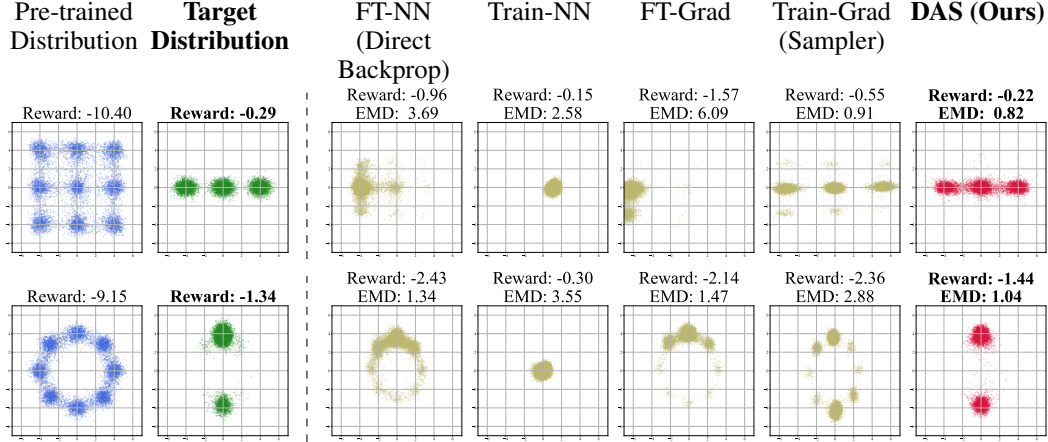 Pre-trained Distribution
Target Distribution
FT-NN (Direct Backprop)
Train-NN
FT-Grad
Train-Grad (Sampler)
DAS (Ours)
Reward: -10.40
Reward: -0.29
Reward: -0.96
EMD: 3.69
Reward: -0.15
EMD: 2.58
Reward: -1.57
EMD: 6.09
Reward: -0.55
EMD: 0.91
Reward: -0.22
EMD: 0.82
Reward: -9.15
Reward: -1.34
Reward: -2.43
EMD: 1.34
Reward: -0.30
EMD: 3.55
Reward: -2.14
EMD: 1.47
Reward: -2.36
EMD: 2.88
Reward: -1.44
EMD: 1.04